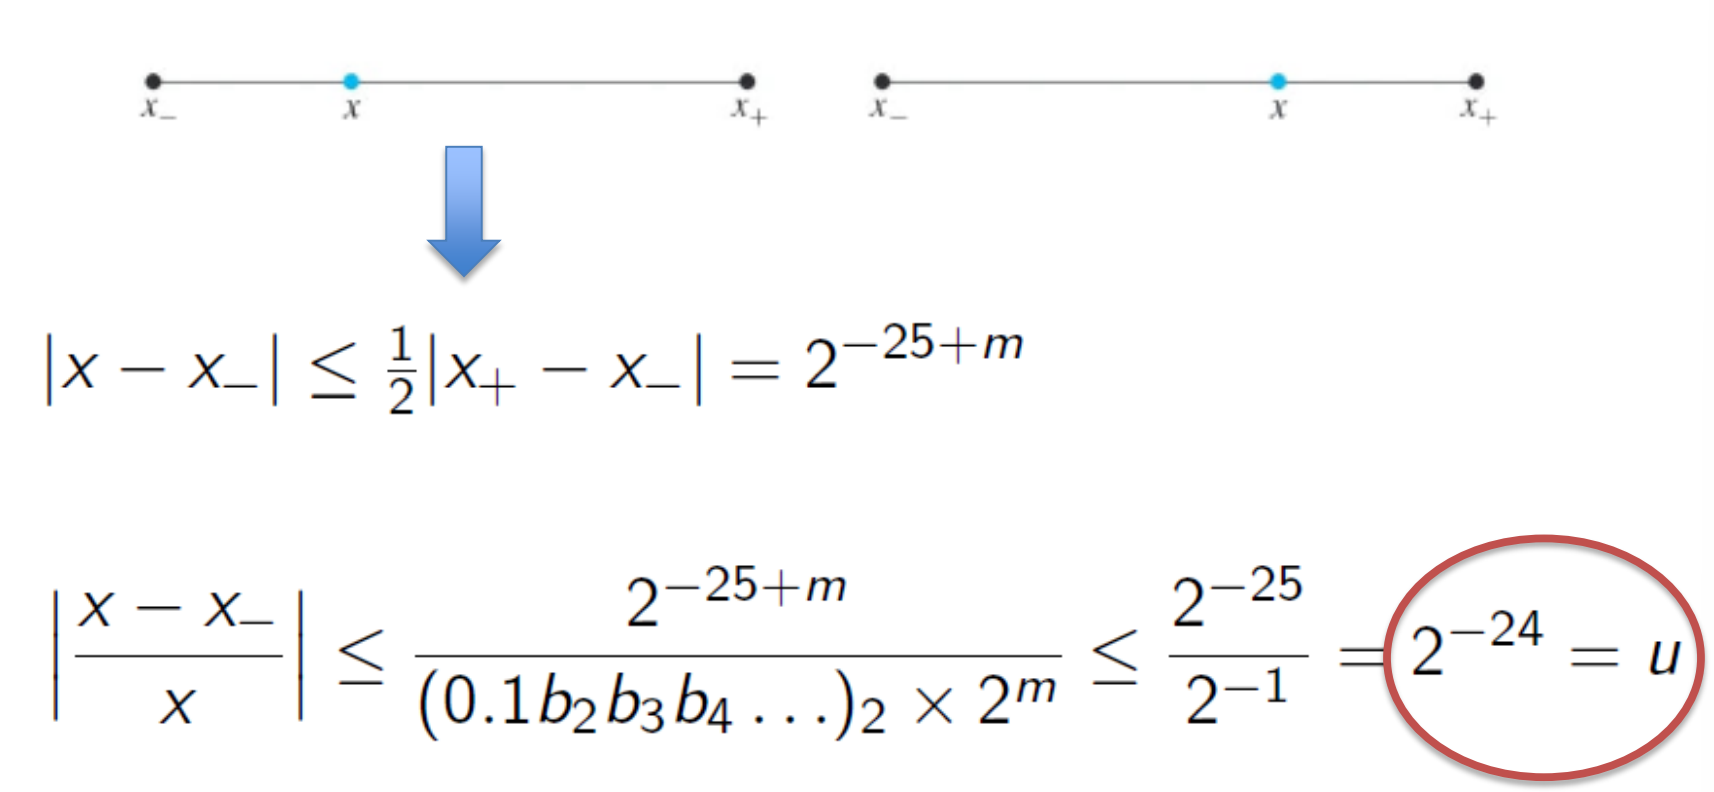 x₋ x x₊ x₋ x x₊
|x − x₋| ≤ ½|x₊ − x₋| = 2^{−25+m}
|(x − x₋)/x| ≤ 2^{−25+m}/((0.1b₂b₃b₄…)₂ × 2^m) ≤ 2^{−25}/2^{−1} = 2^{−24} = u